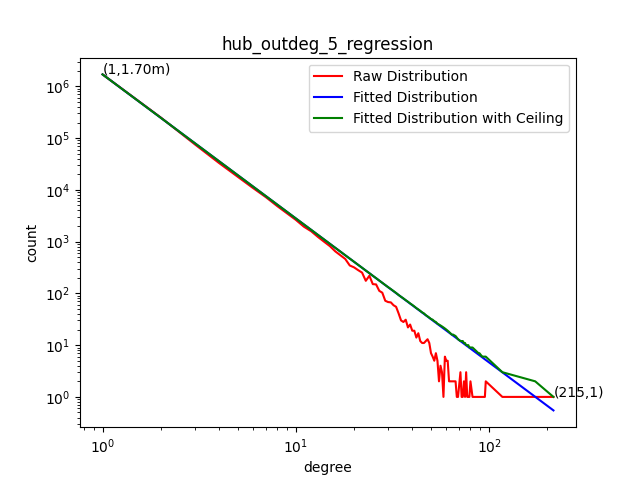 hub_outdeg_5_regression
(1,1.70m)
Raw Distribution
Fitted Distribution
Fitted Distribution with Ceiling
10^6
10^5
10^4
10^3
10^2
10^1
10^0
count
(215,1)
10^0 10^1 10^2
degree